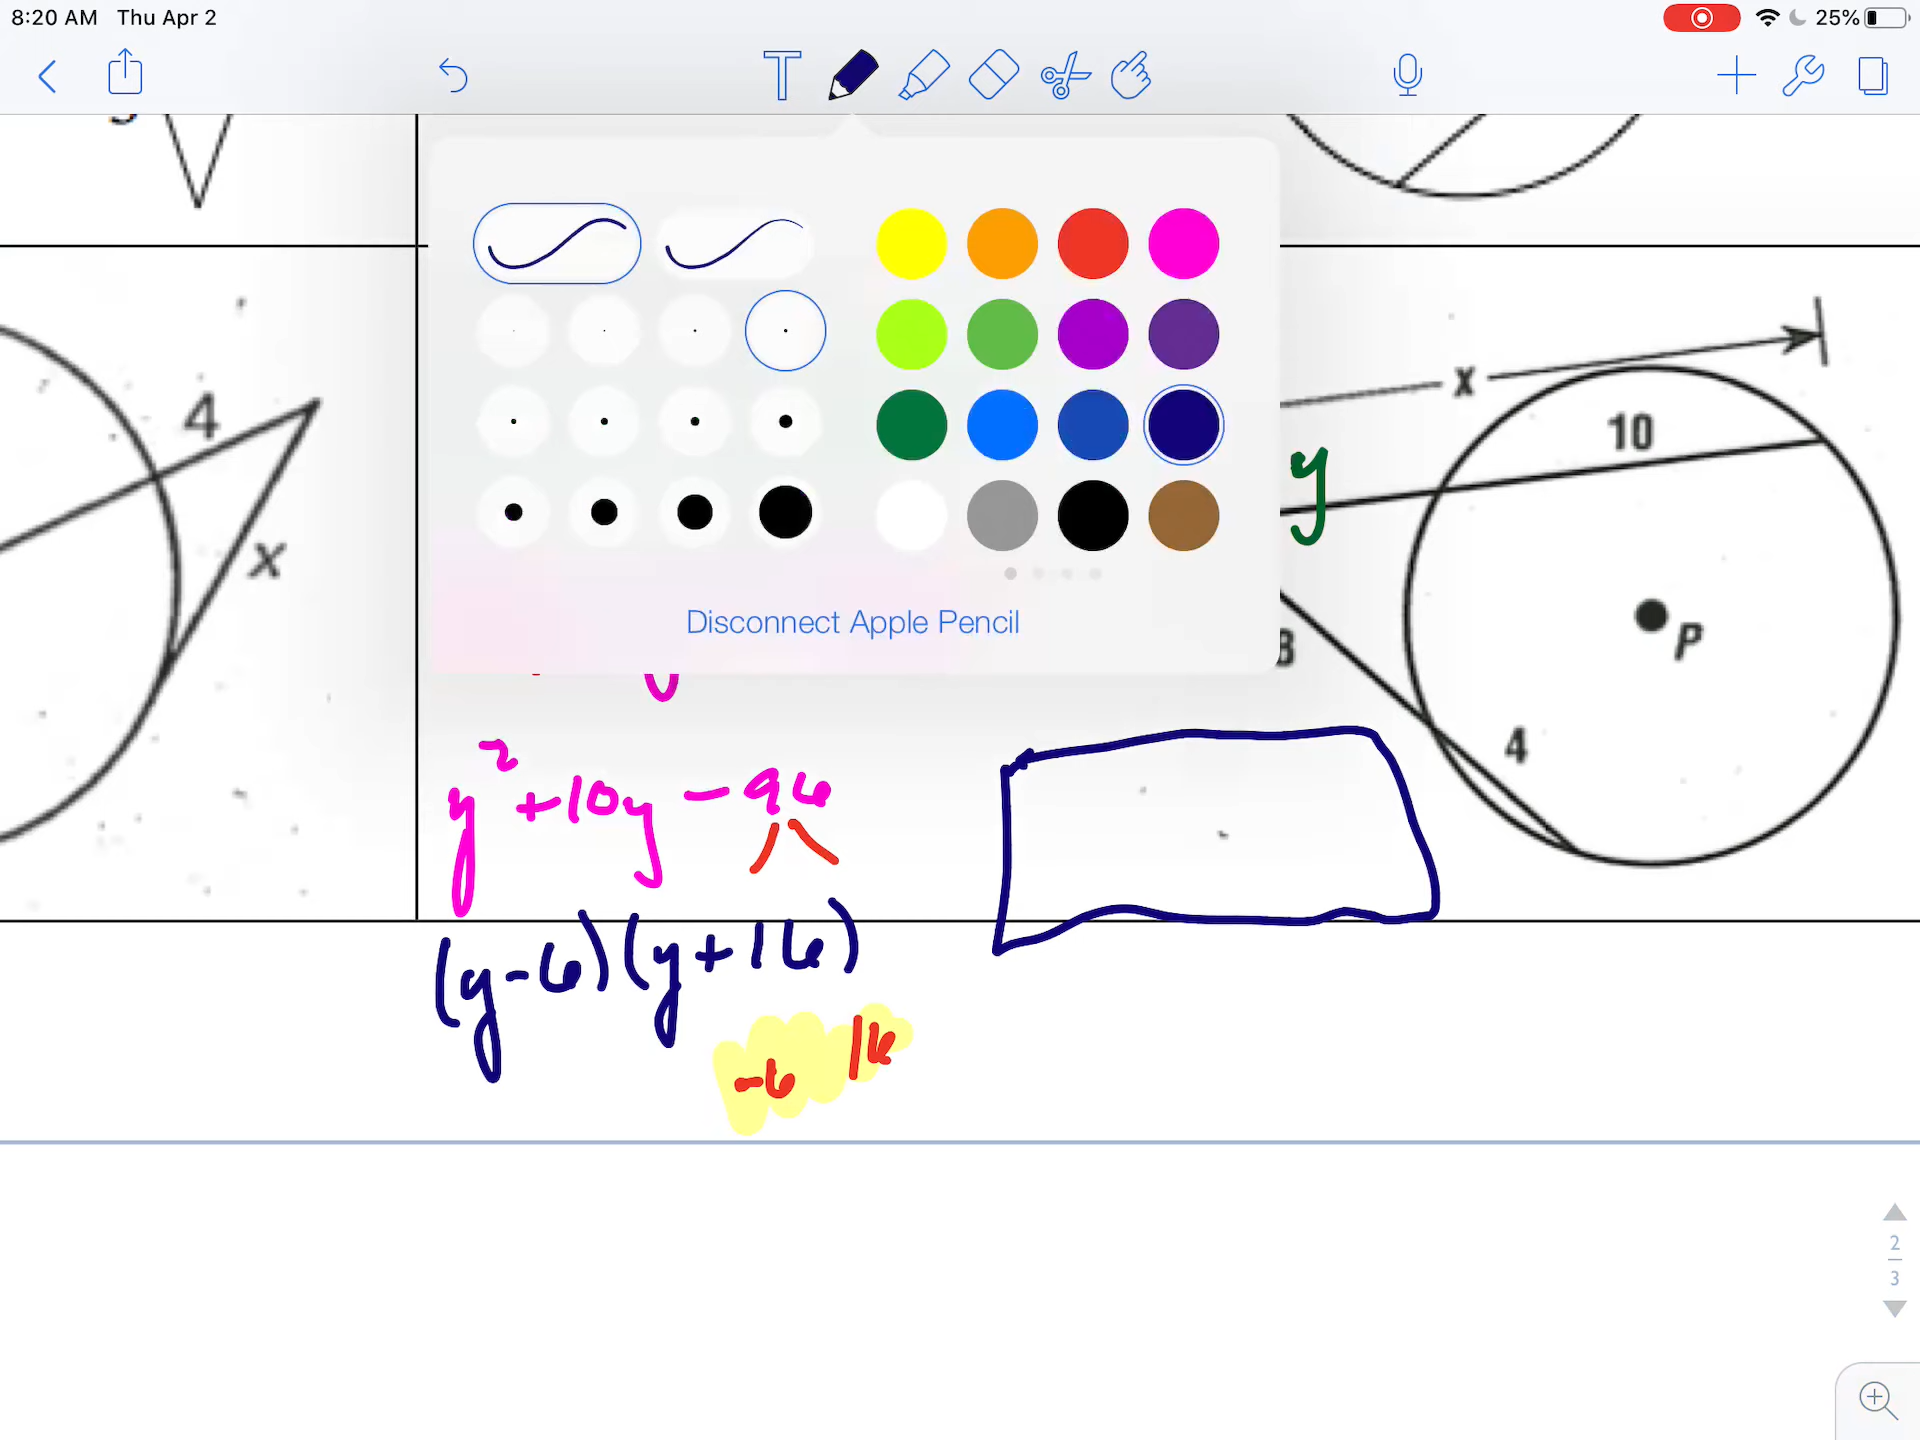 8:20 AM Thu Apr 2
25%
T
4
x
x
10
y
P
4
Disconnect Apple Pencil
y² + 10y - 96
(y-6)(y+16)
-6 16
2
3